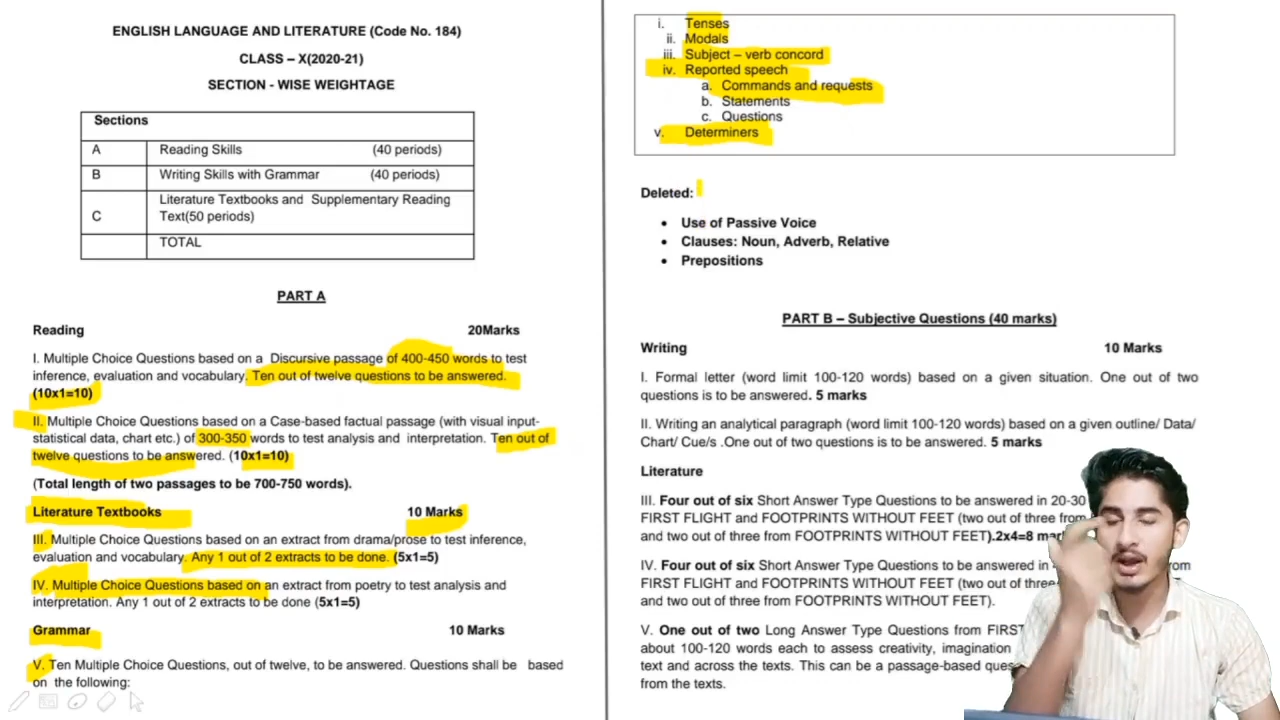 ENGLISH LANGUAGE AND LITERATURE (Code No. 184)
CLASS – X(2020-21)
SECTION - WISE WEIGHTAGE
Sections
A Reading Skills (40 periods)
B Writing Skills with Grammar (40 periods)
Literature Textbooks and Supplementary Reading
C Text(50 periods)
TOTAL
PART A
Reading 20Marks
I. Multiple Choice Questions based on a Discursive passage of 400-450 words to test
inference, evaluation and vocabulary. Ten out of twelve questions to be answered.
(10x1=10)
II. Multiple Choice Questions based on a Case-based factual passage (with visual input-
statistical data, chart etc.) of 300-350 words to test analysis and interpretation. Ten out of
twelve questions to be answered. (10x1=10)
(Total length of two passages to be 700-750 words).
Literature Textbooks 10 Marks
III. Multiple Choice Questions based on an extract from drama/prose to test inference,
evaluation and vocabulary. Any 1 out of 2 extracts to be done. (5x1=5)
IV. Multiple Choice Questions based on an extract from poetry to test analysis and
interpretation. Any 1 out of 2 extracts to be done (5x1=5)
Grammar 10 Marks
V. Ten Multiple Choice Questions, out of twelve, to be answered. Questions shall be based
on the following:
i. Tenses
ii. Modals
iii. Subject – verb concord
iv. Reported speech
a. Commands and requests
b. Statements
c. Questions
v. Determiners
Deleted:
• Use of Passive Voice
• Clauses: Noun, Adverb, Relative
• Prepositions
PART B – Subjective Questions (40 marks)
Writing 10 Marks
I. Formal letter (word limit 100-120 words) based on a given situation. One out of two
questions is to be answered. 5 marks
II. Writing an analytical paragraph (word limit 100-120 words) based on a given outline/ Data/
Chart/ Cue/s .One out of two questions is to be answered. 5 marks
Literature
III. Four out of six Short Answer Type Questions to be answered in 20-30
FIRST FLIGHT and FOOTPRINTS WITHOUT FEET (two out of three from
and two out of three from FOOTPRINTS WITHOUT FEET).2x4=8
IV. Four out of six Short Answer Type Questions to be answered in
FIRST FLIGHT and FOOTPRINTS WITHOUT FEET (two out of three
and two out of three from FOOTPRINTS WITHOUT FEET).
V. One out of two Long Answer Type Questions from
about 100-120 words each to assess creativity, imagination
text and across the texts. This can be a passage-based
from the texts.